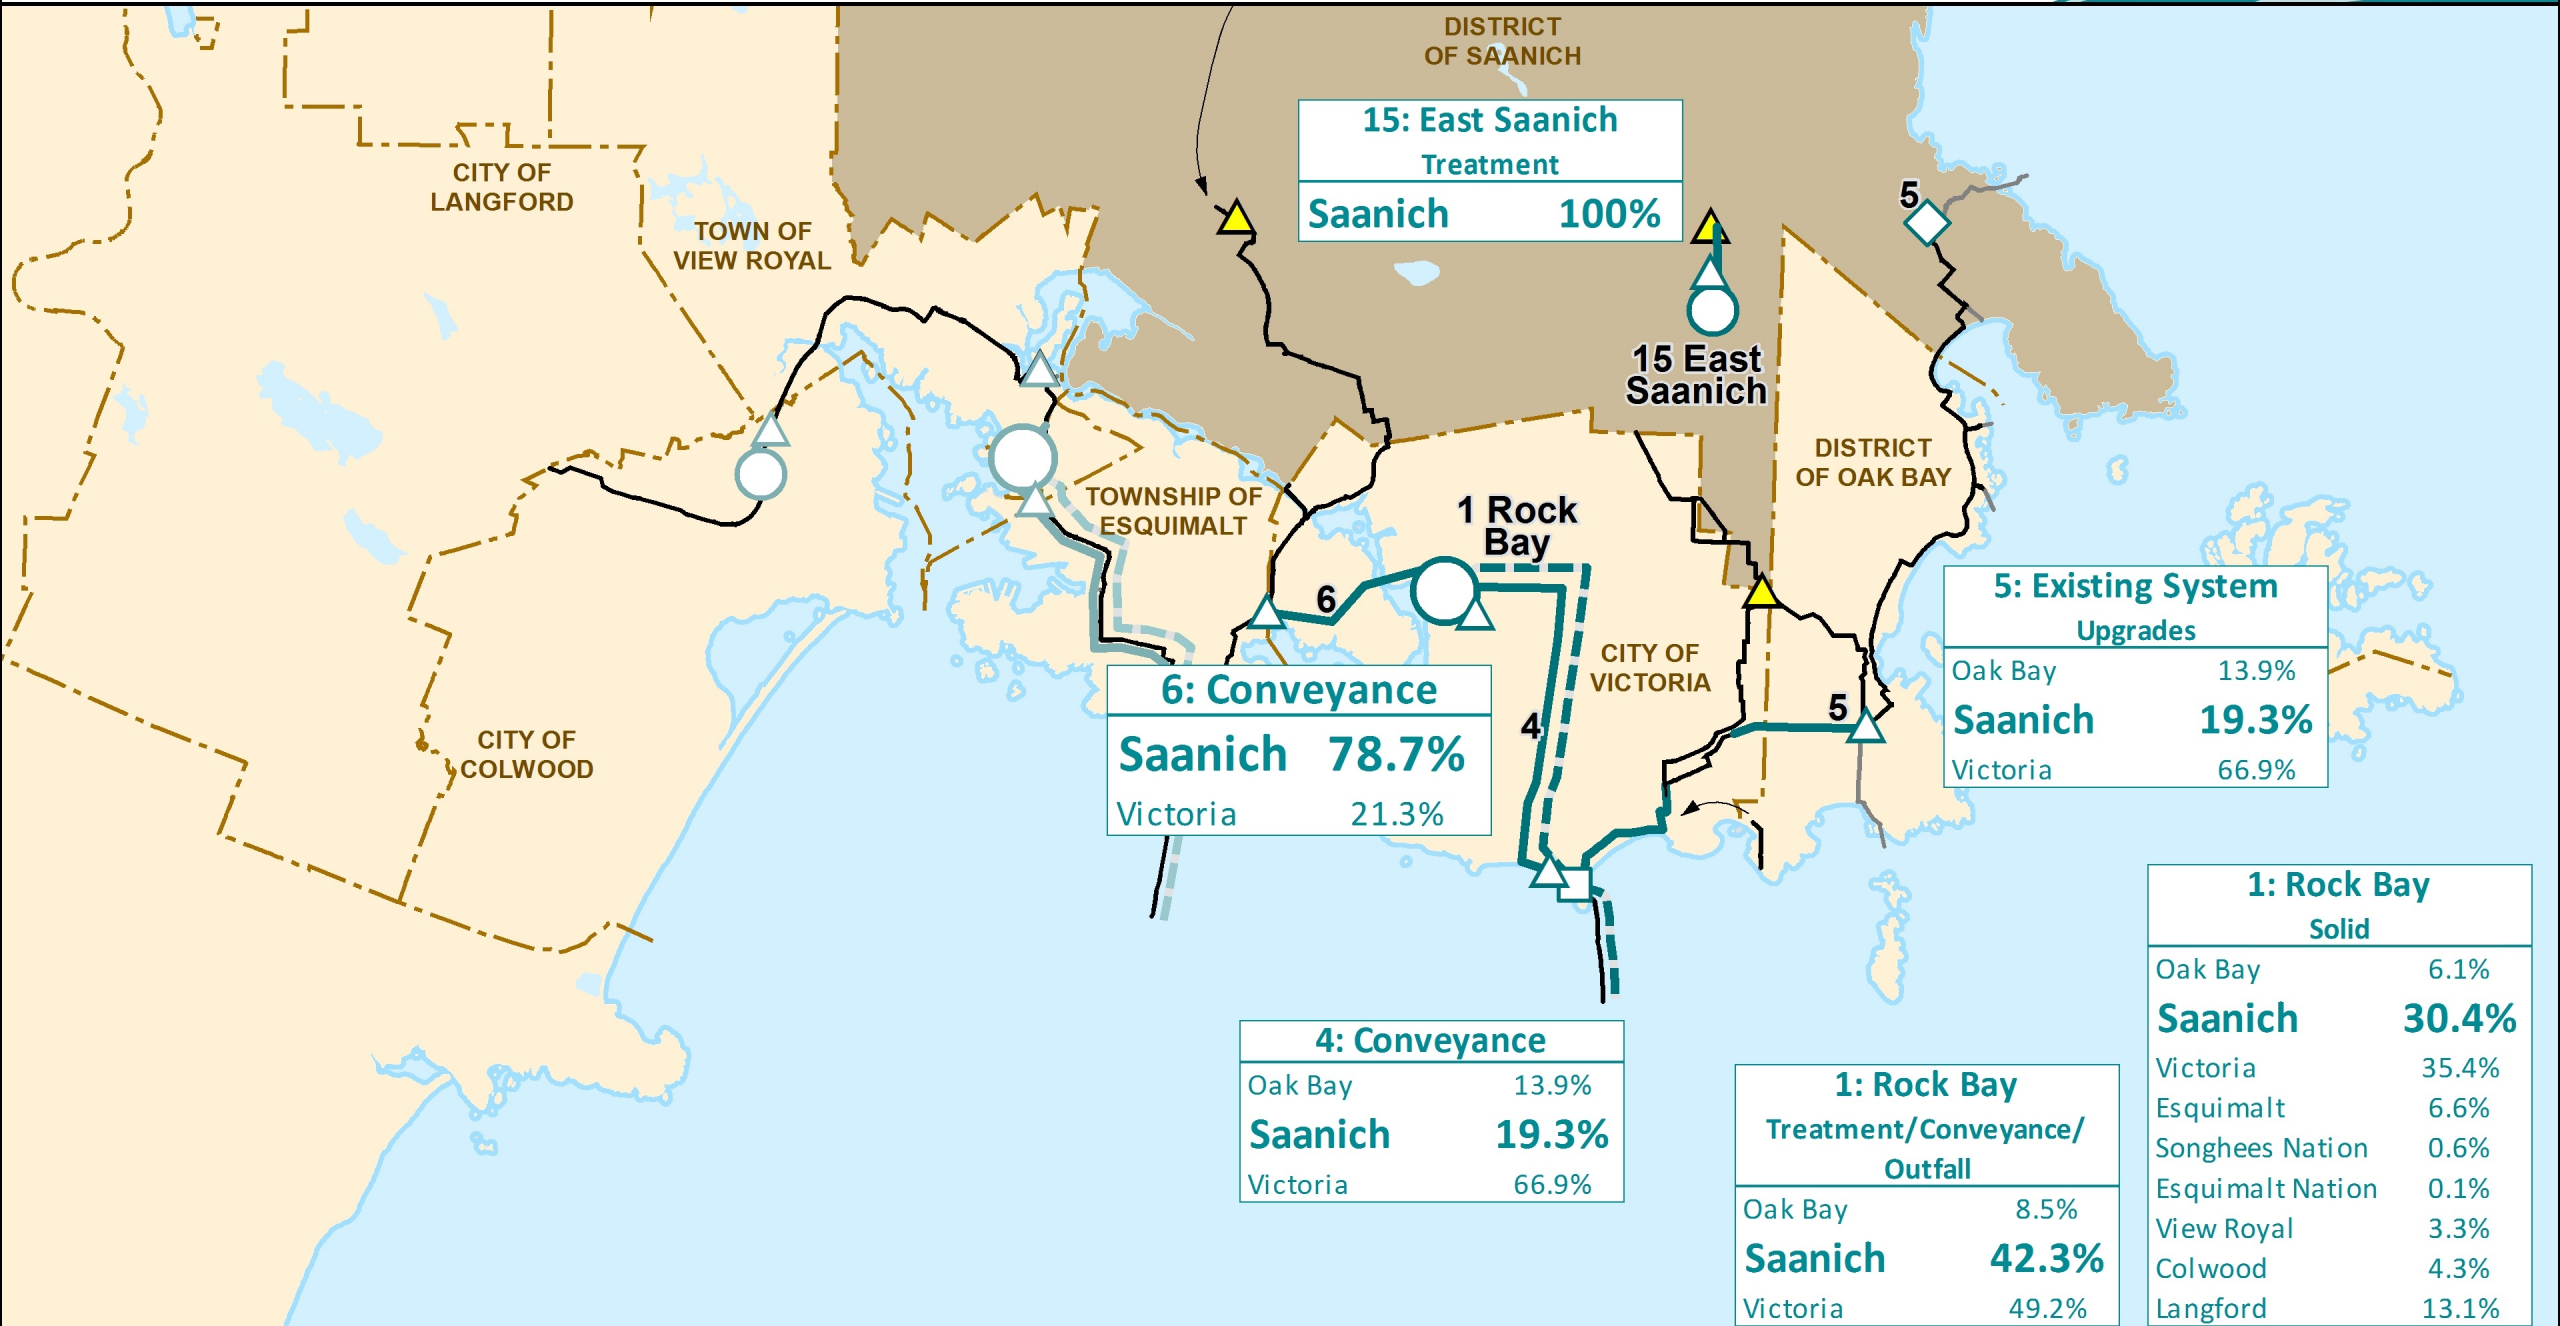 DISTRICT
OF SAANICH
15: East Saanich
Treatment
Saanich 100%
CITY OF
LANGFORD
TOWN OF
VIEW ROYAL
5
15 East
Saanich
DISTRICT
OF OAK BAY
TOWNSHIP OF
ESQUIMALT
1 Rock
Bay
6
5: Existing System
Upgrades
Oak Bay 13.9%
Saanich 19.3%
Victoria 66.9%
CITY OF
VICTORIA
6: Conveyance
Saanich 78.7%
Victoria 21.3%
4
5
CITY OF
COLWOOD
1: Rock Bay
Solid
Oak Bay 6.1%
Saanich 30.4%
Victoria 35.4%
Esquimalt 6.6%
Songhees Nation 0.6%
Esquimalt Nation 0.1%
View Royal 3.3%
Colwood 4.3%
Langford 13.1%
4: Conveyance
Oak Bay 13.9%
Saanich 19.3%
Victoria 66.9%
1: Rock Bay
Treatment/Conveyance/
Outfall
Oak Bay 8.5%
Saanich 42.3%
Victoria 49.2%